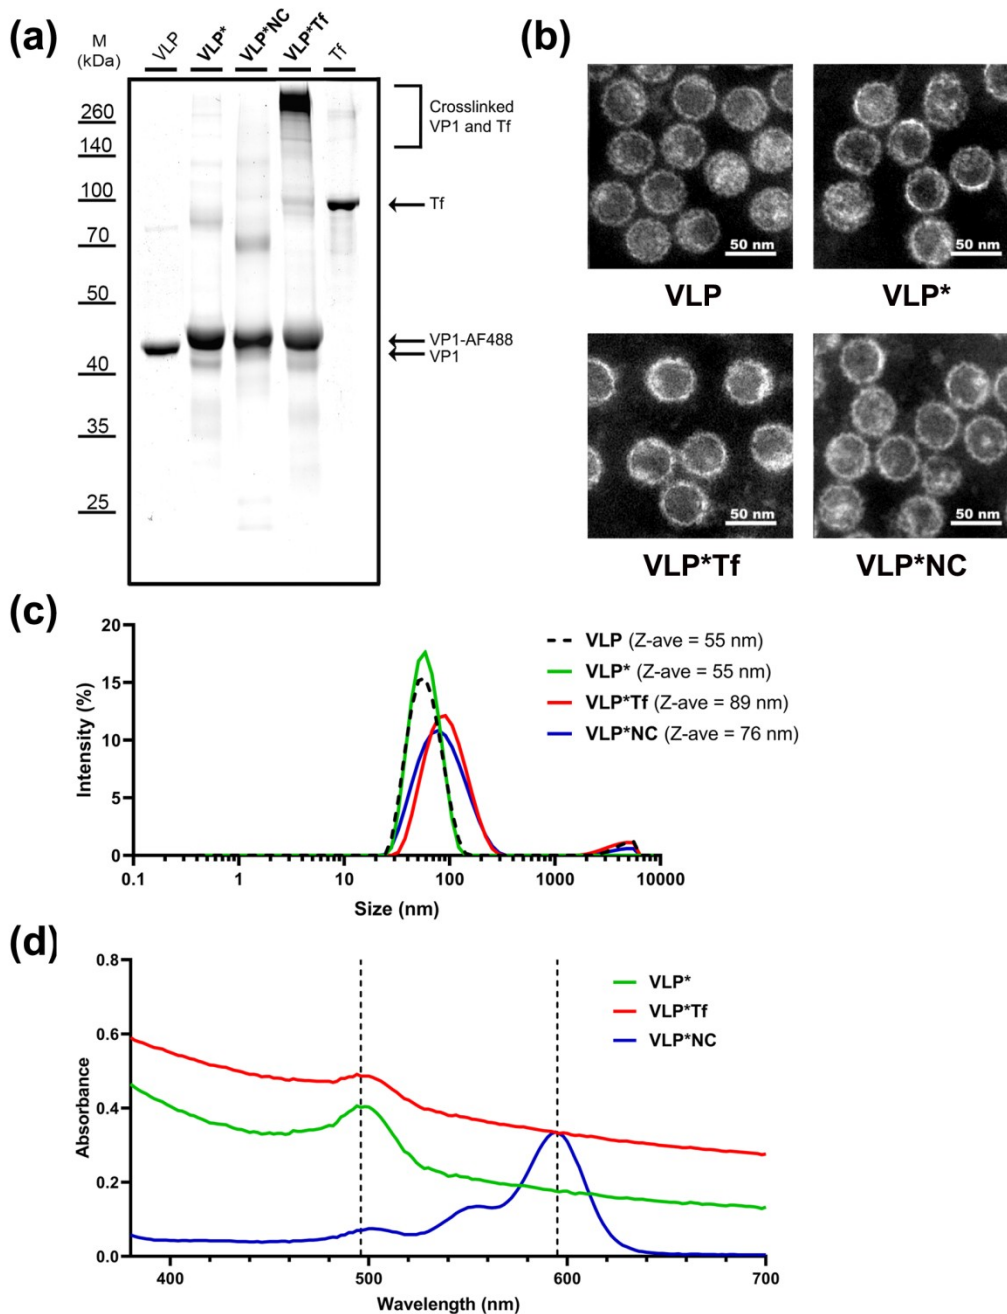 (a)
M
(kDa)
VLP
VLP*
VLP*NC
VLP*Tf
Tf
260
140
100
70
50
40
35
25
Crosslinked
VP1 and Tf
Tf
VP1-AF488
VP1
(b)
50 nm
50 nm
VLP
VLP*
50 nm
50 nm
VLP*Tf
VLP*NC
(c)
20
15
10
5
0
Intensity (%)
0.1
1
10
100
1000
10000
Size (nm)
VLP (Z-ave = 55 nm)
VLP* (Z-ave = 55 nm)
VLP*Tf (Z-ave = 89 nm)
VLP*NC (Z-ave = 76 nm)
(d)
0.8
0.6
0.4
0.2
0.0
Absorbance
400
500
600
700
Wavelength (nm)
VLP*
VLP*Tf
VLP*NC